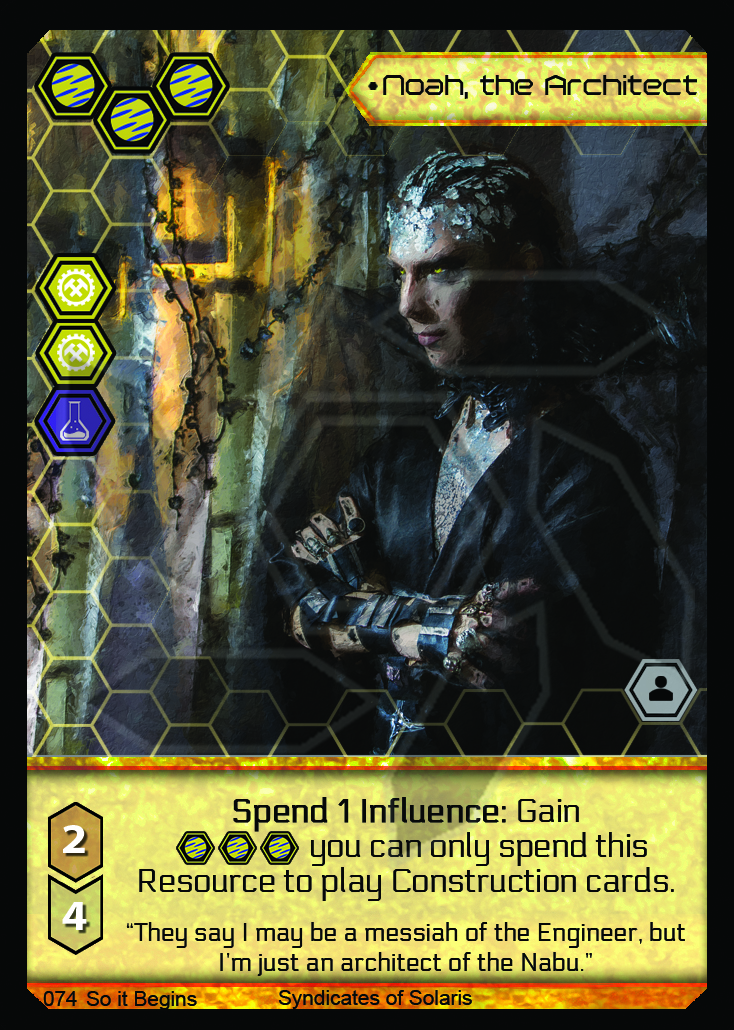 •Noah, the Architect
Spend 1 Influence: Gain
you can only spend this
Resource to play Construction cards.
2
4
“They say I may be a messiah of the Engineer, but
I’m just an architect of the Nabu.”
074 So it Begins Syndicates of Solaris